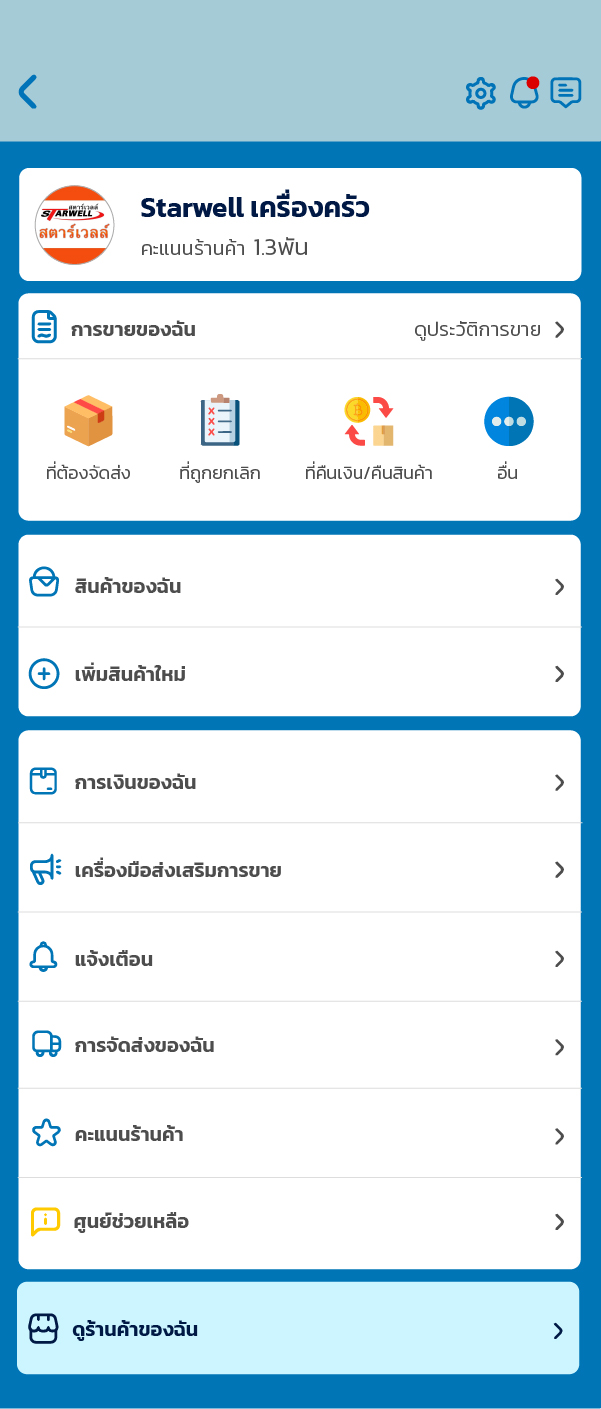 สตาร์เวลล์
STARWELL
สตาร์เวลล์
Starwell เครื่องครัว
คะแนนร้านค้า 1.3พัน
การขายของฉัน ดูประวัติการขาย
ที่ต้องจัดส่ง ที่ถูกยกเลิก ที่คืนเงิน/คืนสินค้า อื่น
สินค้าของฉัน
เพิ่มสินค้าใหม่
การเงินของฉัน
เครื่องมือส่งเสริมการขาย
แจ้งเตือน
การจัดส่งของฉัน
คะแนนร้านค้า
ศูนย์ช่วยเหลือ
ดูร้านค้าของฉัน